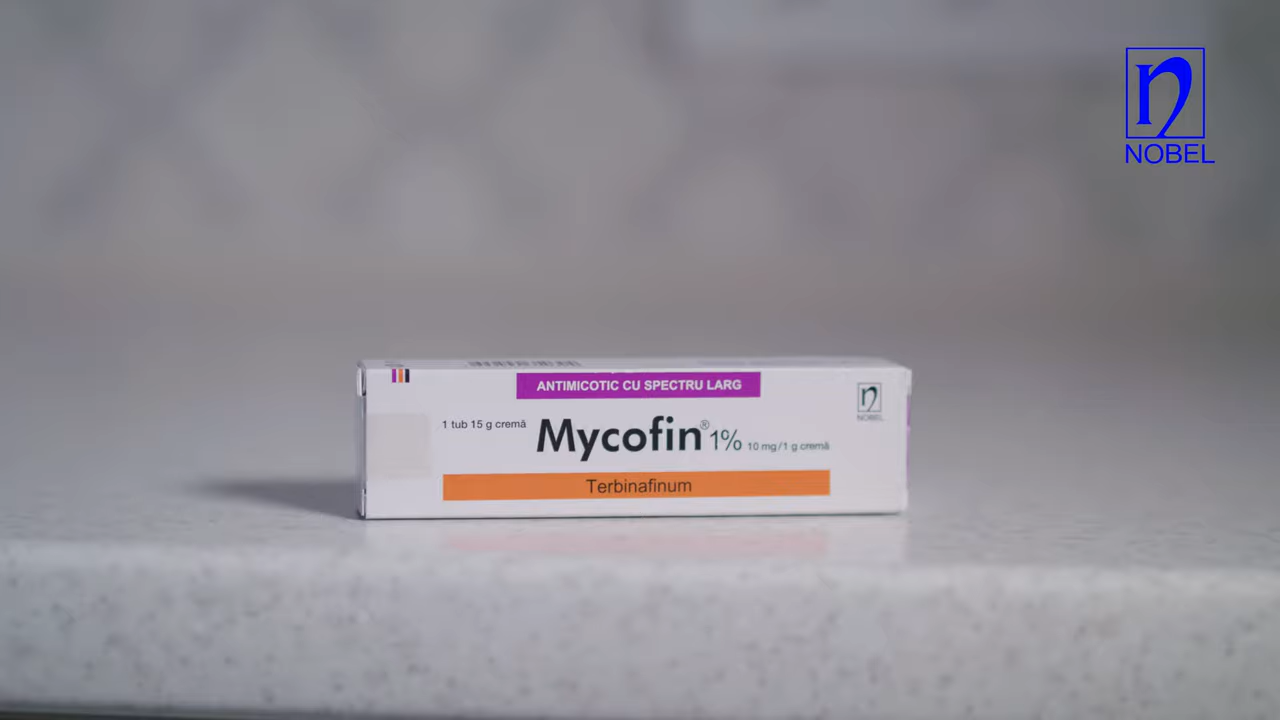 NOBEL
ANTIMICOTIC CU SPECTRU LARG
NOBEL
1 tub 15 g cremă
Mycofin® 1% 10 mg/1 g cremă
Terbinafinum